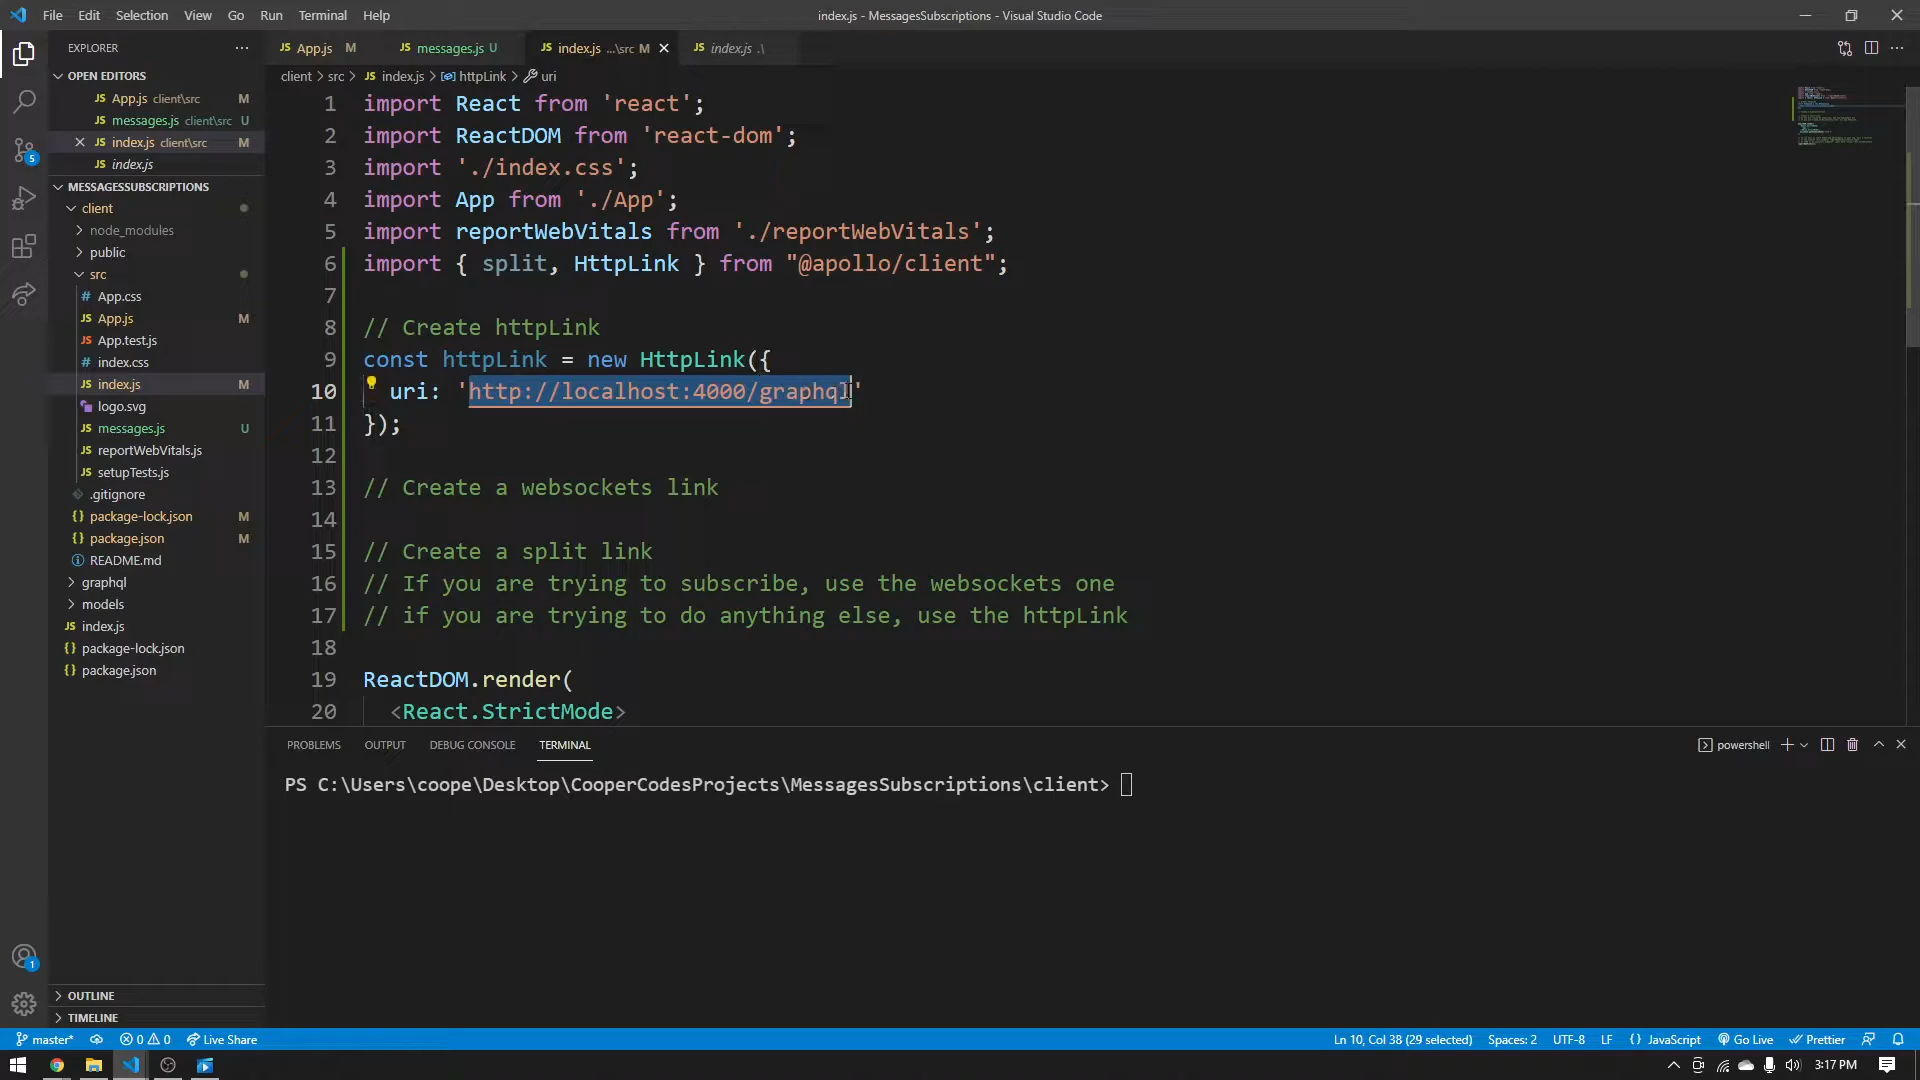 File Edit Selection View Go Run Terminal Help
index.js - MessagesSubscriptions - Visual Studio Code
EXPLORER
OPEN EDITORS
App.js client\src M
messages.js client\src U
index.js client\src M
index.js
MESSAGESSUBSCRIPTIONS
client
node_modules
public
src
App.css
App.js M
App.test.js
index.css
index.js M
logo.svg
messages.js U
reportWebVitals.js
setupTests.js
.gitignore
package-lock.json M
package.json M
README.md
graphql
models
index.js
package-lock.json
package.json
OUTLINE
TIMELINE
App.js M
messages.js U
index.js ...\src M
index.js .\
client > src > index.js > httpLink > uri
1 import React from 'react';
2 import ReactDOM from 'react-dom';
3 import './index.css';
4 import App from './App';
5 import reportWebVitals from './reportWebVitals';
6 import { split, HttpLink } from "@apollo/client";
7
8 // Create httpLink
9 const httpLink = new HttpLink({
10 uri: 'http://localhost:4000/graphql'
11 });
12
13 // Create a websockets link
14
15 // Create a split link
16 // If you are trying to subscribe, use the websockets one
17 // if you are trying to do anything else, use the httpLink
18
19 ReactDOM.render(
20 <React.StrictMode>
PROBLEMS OUTPUT DEBUG CONSOLE TERMINAL
powershell
PS C:\Users\coope\Desktop\CooperCodesProjects\MessagesSubscriptions\client>
5
1
master* 0 0 Live Share
Ln 10, Col 38 (29 selected) Spaces: 2 UTF-8 LF {} JavaScript Go Live Prettier
3:17 PM